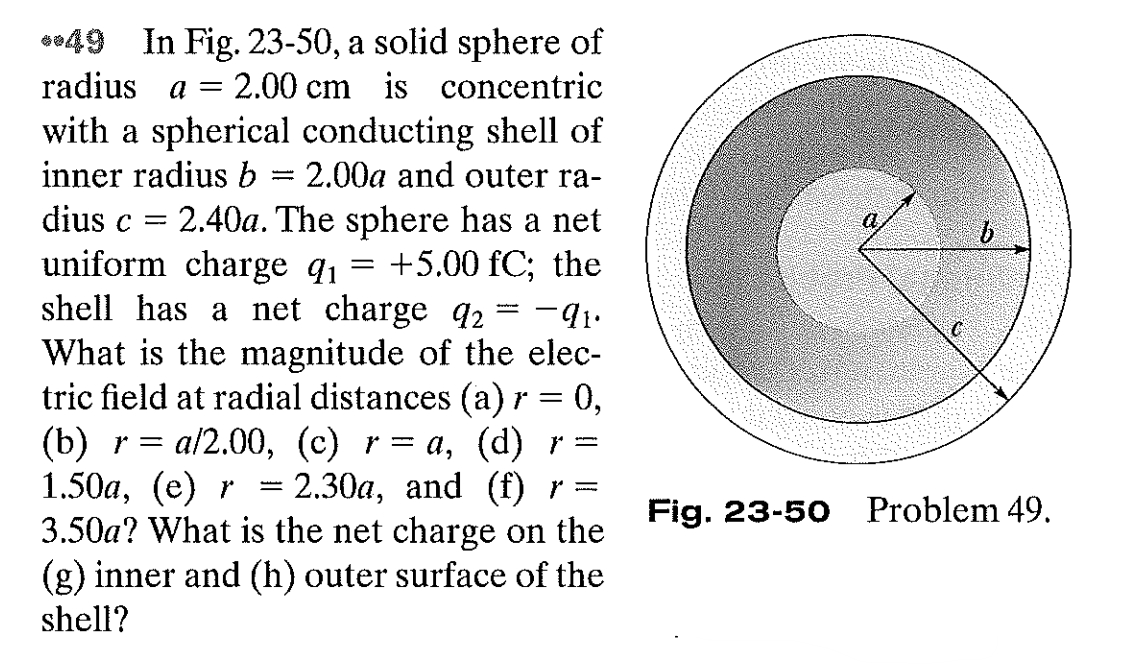 ••49 In Fig. 23-50, a solid sphere of
radius a = 2.00 cm is concentric
with a spherical conducting shell of
inner radius b = 2.00a and outer ra-
dius c = 2.40a. The sphere has a net
uniform charge q₁ = +5.00 fC; the
shell has a net charge q₂ = −q₁.
What is the magnitude of the elec-
tric field at radial distances (a) r = 0,
(b) r = a/2.00, (c) r = a, (d) r =
1.50a, (e) r = 2.30a, and (f) r =
3.50a? What is the net charge on the
(g) inner and (h) outer surface of the
shell?
a
b
c
Fig. 23-50 Problem 49.